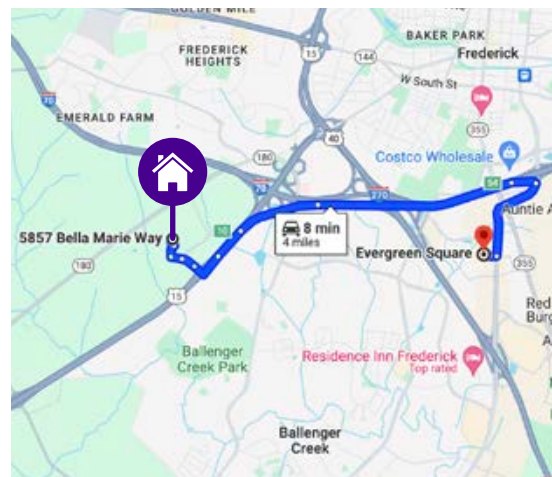 GOLDEN MILE
BAKER PARK
FREDERICK
HEIGHTS
15
144
Frederick
W South St
70
EMERALD FARM
40
355
180
Costco Wholesale
70
270
54
Auntie A
5857 Bella Marie Way
8 min
4 miles
Evergreen Square
180
15
355
Red
Burg
A
Ballenger
Creek Park
Residence Inn Frederick
Top rated
Ballenger
Creek